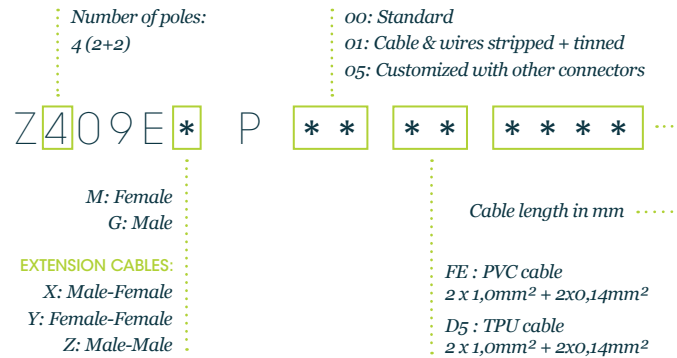 Number of poles:
4 (2+2)
00: Standard
01: Cable & wires stripped + tinned
05: Customized with other connectors
Z409E* P ** ** ****
M: Female
G: Male
EXTENSION CABLES:
X: Male-Female
Y: Female-Female
Z: Male-Male
Cable length in mm
FE : PVC cable
2 x 1,0mm² + 2x0,14mm²
D5 : TPU cable
2 x 1,0mm² + 2x0,14mm²